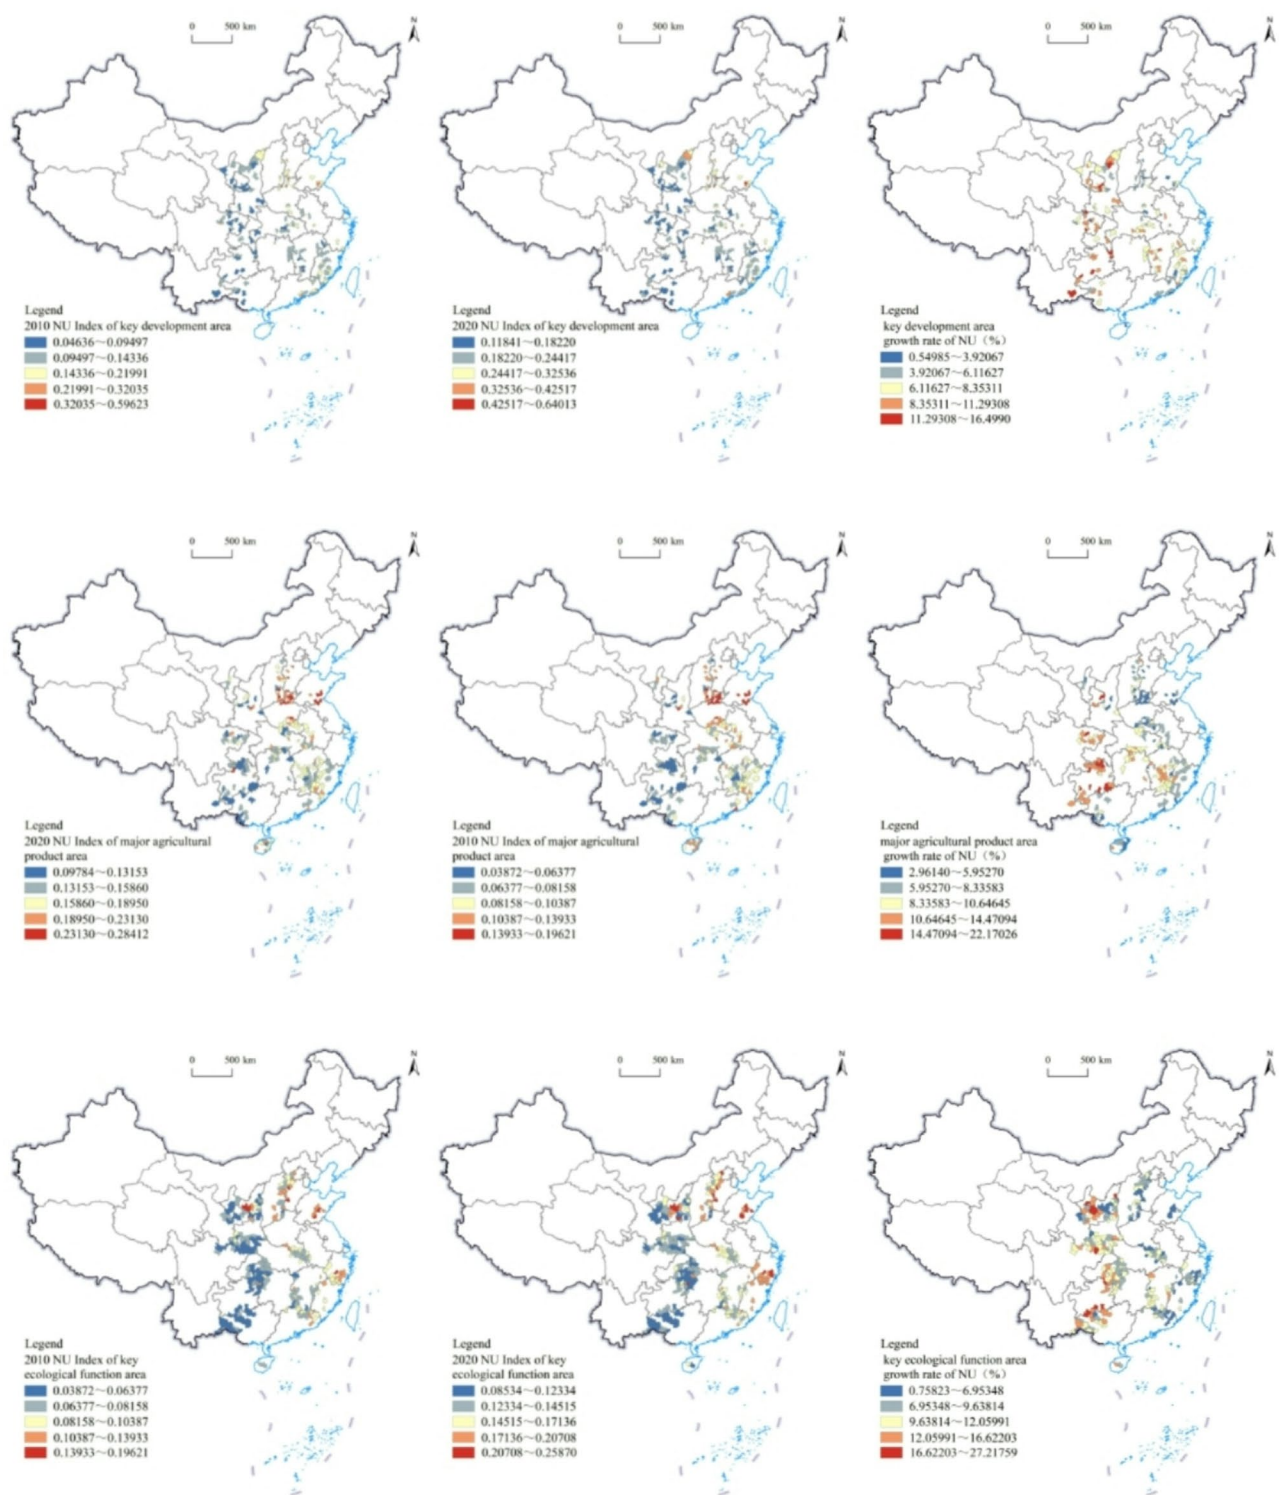 N
0 500 km
Legend
2010 NU Index of key development area
0.04636～0.09497
0.09497～0.14336
0.14336～0.21991
0.21991～0.32035
0.32035～0.59623
N
0 500 km
Legend
2020 NU Index of key development area
0.11841～0.18220
0.18220～0.24417
0.24417～0.32536
0.32536～0.42517
0.42517～0.64013
N
0 500 km
Legend
key development area
growth rate of NU（%）
0.54985～3.92067
3.92067～6.11627
6.11627～8.35311
8.35311～11.29308
11.29308～16.4990
N
0 500 km
Legend
2020 NU Index of major agricultural
product area
0.09784～0.13153
0.13153～0.15860
0.15860～0.18950
0.18950～0.23130
0.23130～0.28412
N
0 500 km
Legend
2010 NU Index of major agricultural
product area
0.03872～0.06377
0.06377～0.08158
0.08158～0.10387
0.10387～0.13933
0.13933～0.19621
N
0 500 km
Legend
major agricultural product area
growth rate of NU（%）
2.96140～5.95270
5.95270～8.33583
8.33583～10.64645
10.64645～14.47094
14.47094～22.17026
N
0 500 km
Legend
2010 NU Index of key
ecological function area
0.03872～0.06377
0.06377～0.08158
0.08158～0.10387
0.10387～0.13933
0.13933～0.19621
N
0 500 km
Legend
2020 NU Index of key
ecological function area
0.08534～0.12334
0.12334～0.14515
0.14515～0.17136
0.17136～0.20708
0.20708～0.25870
N
0 500 km
Legend
key ecological function area
growth rate of NU（%）
0.75823～6.95348
6.95348～9.63814
9.63814～12.05991
12.05991～16.62203
16.62203～27.21759